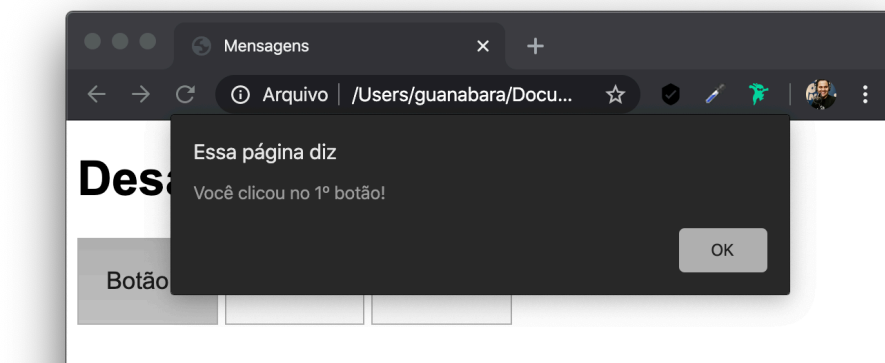 Mensagens
Arquivo /Users/guanabara/Docu...
Essa página diz
Você clicou no 1º botão!
OK
Desa
Botão